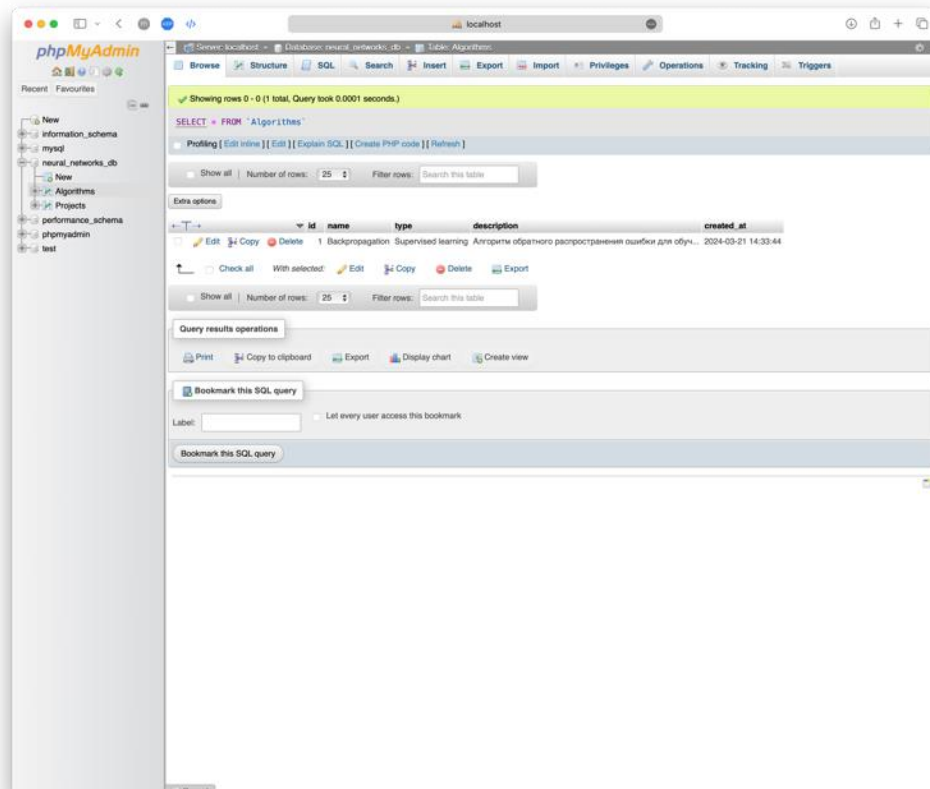 localhost
phpMyAdmin
Recent Favourites
New
information_schema
mysql
neural_networks_db
New
Algorithms
Projects
performance_schema
phpmyadmin
test
Server: localhost » Database: neural_networks_db » Table: Algorithms
Browse Structure SQL Search Insert Export Import Privileges Operations Tracking Triggers
Showing rows 0 - 0 (1 total, Query took 0.0001 seconds.)
SELECT * FROM `Algorithms`
Profiling [ Edit inline ] [ Edit ] [ Explain SQL ] [ Create PHP code ] [ Refresh ]
Show all | Number of rows: 25 Filter rows: Search this table
Extra options
id name type description created_at
Edit Copy Delete 1 Backpropagation Supervised learning Алгоритм обратного распространения ошибки для обуч... 2024-03-21 14:33:44
Check all With selected: Edit Copy Delete Export
Show all | Number of rows: 25 Filter rows: Search this table
Query results operations
Print Copy to clipboard Export Display chart Create view
Bookmark this SQL query
Label: Let every user access this bookmark
Bookmark this SQL query